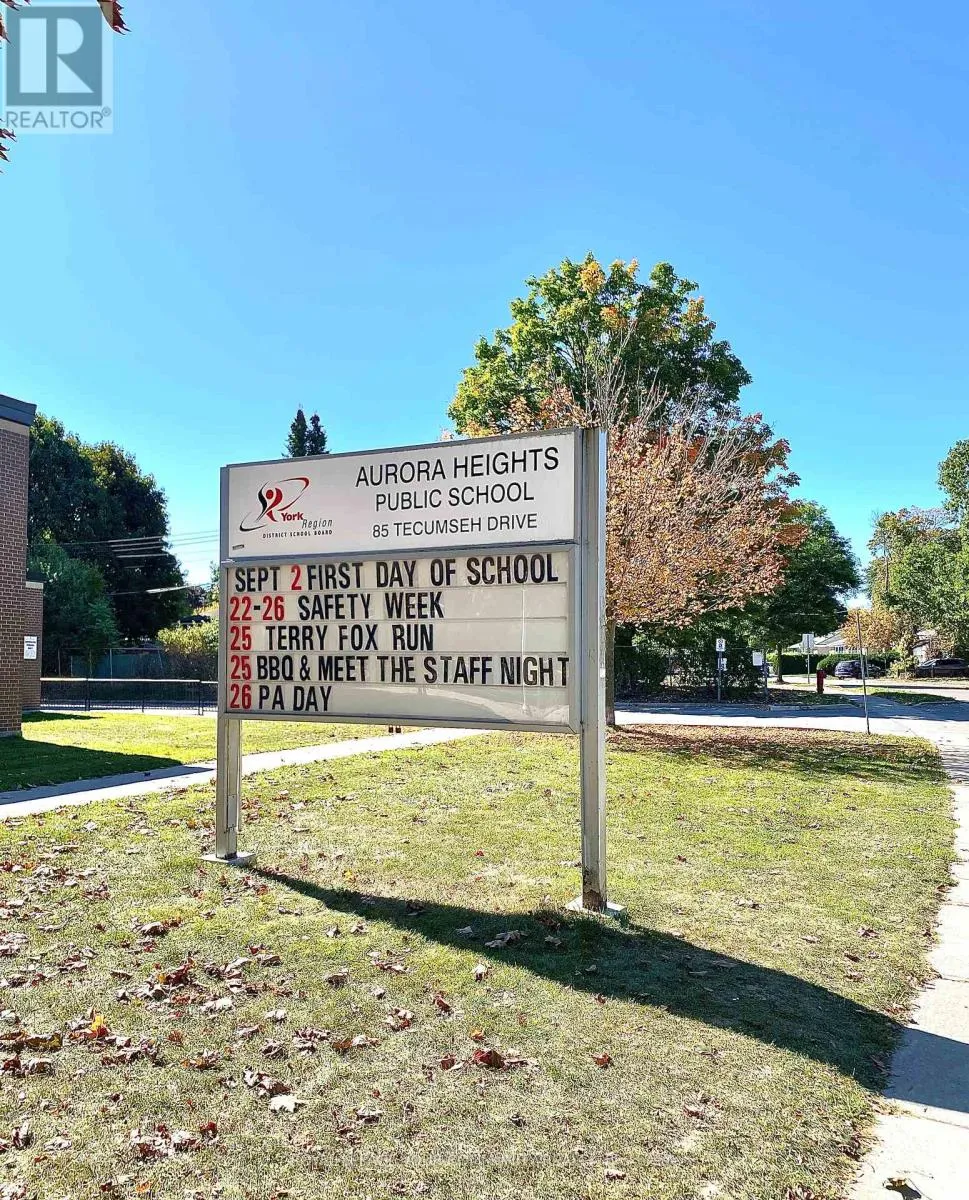 REALTOR®
AURORA HEIGHTS
PUBLIC SCHOOL
85 TECUMSEH DRIVE
York
Region
DISTRICT SCHOOL BOARD
SEPT 2 FIRST DAY OF SCHOOL
22-26 SAFETY WEEK
25 TERRY FOX RUN
25 BBQ & MEET THE STAFF NIGHT
26 PA DAY